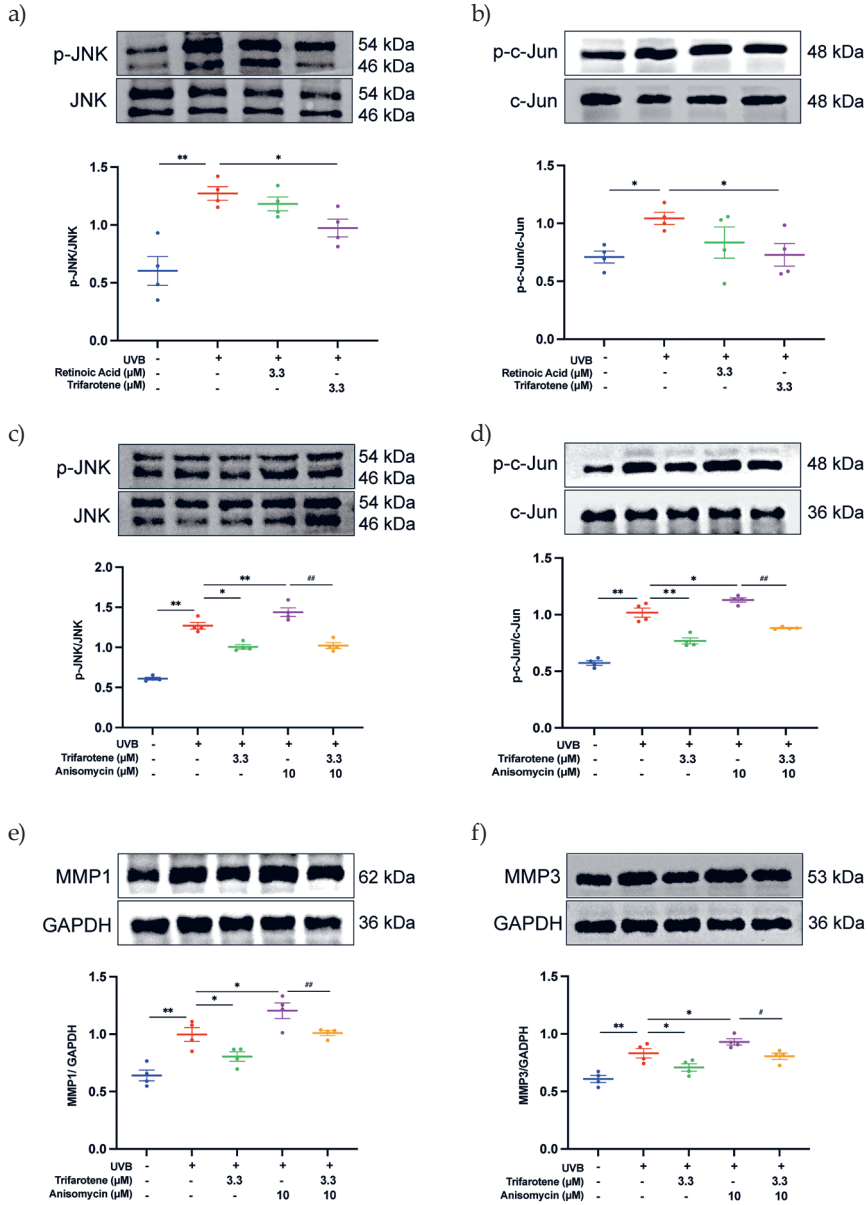 a)
p-JNK 54 kDa
46 kDa
JNK 54 kDa
46 kDa
** *
1.5
1.0
0.5
0.0
p-JNK/JNK
UVB - + + +
Retinoic Acid (μM) - - 3.3 -
Trifarotene (μM) - - - 3.3
b)
p-c-Jun 48 kDa
c-Jun 48 kDa
* *
1.5
1.0
0.5
0.0
p-c-Jun/c-Jun
UVB - + + +
Retinoic Acid (μM) - - 3.3 -
Trifarotene (μM) - - - 3.3
c)
p-JNK 54 kDa
46 kDa
JNK 54 kDa
46 kDa
** ** * ##
2.0
1.5
1.0
0.5
0.0
p-JNK/JNK
UVB - + + + +
Trifarotene (μM) - - 3.3 - 3.3
Anisomycin (μM) - - - 10 10
d)
p-c-Jun 48 kDa
c-Jun 36 kDa
** * ** ##
1.5
1.0
0.5
0.0
p-c-Jun/c-Jun
UVB - + + + +
Trifarotene (μM) - - 3.3 - 3.3
Anisomycin (μM) - - - 10 10
e)
MMP1 62 kDa
GAPDH 36 kDa
** * * ##
1.5
1.0
0.5
0.0
MMP1/ GAPDH
UVB - + + + +
Trifarotene (μM) - - 3.3 - 3.3
Anisomycin (μM) - - - 10 10
f)
MMP3 53 kDa
GAPDH 36 kDa
** * * #
1.5
1.0
0.5
0.0
MMP3/GADPH
UVB - + + + +
Trifarotene (μM) - - 3.3 - 3.3
Anisomycin (μM) - - - 10 10